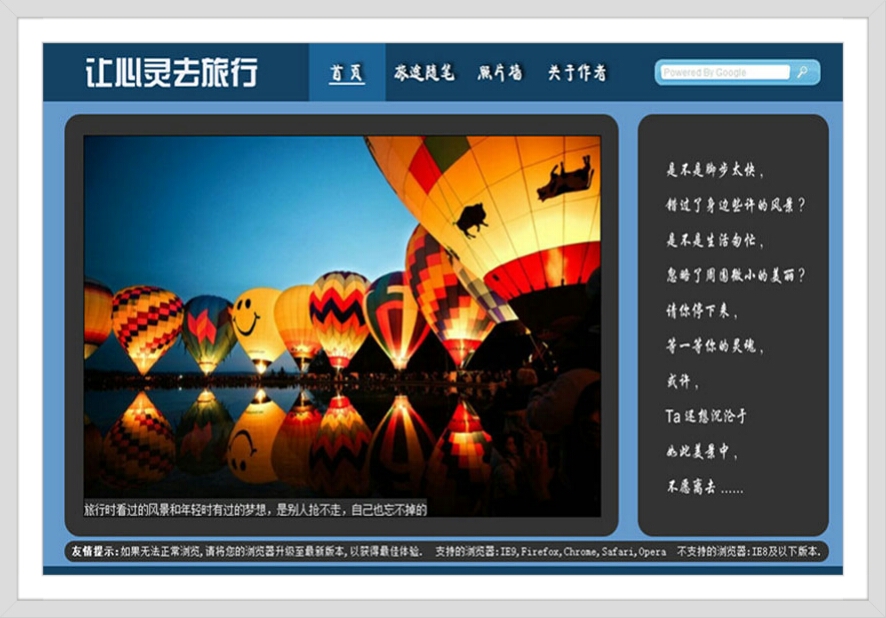 让心灵去旅行
首页 旅途随笔 照片墙 关于作者
Powered By Google
是不是脚步太快，
错过了身边些许的风景？
是不是生活匆忙，
忽略了周围微小的美丽？
请你停下来，
等一等你的灵魂，
或许，
Ta 还想沉沦于
如此美景中，
不愿离去 ......
旅行时看过的风景和年轻时有过的梦想，是别人抢不走，自己也忘不掉的
友情提示:如果无法正常浏览,请将您的浏览器升级至最新版本,以获得最佳体验. 支持的浏览器:IE9,Firefox,Chrome,Safari,Opera 不支持的浏览器:IE8及以下版本.